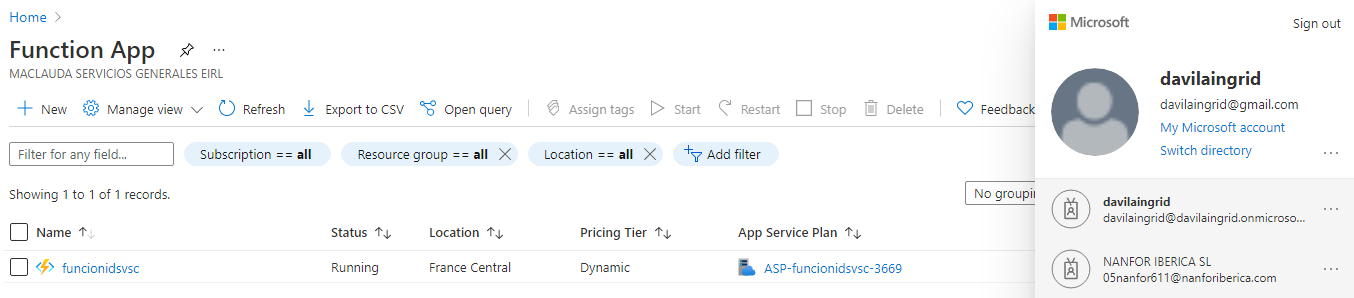 Home >
Function App
MACLAUDA SERVICIOS GENERALES EIRL
New Manage view Refresh Export to CSV Open query Assign tags Start Restart Stop Delete Feedback
Filter for any field... Subscription == all Resource group == all Location == all Add filter
Showing 1 to 1 of 1 records.
No groupin
Name Status Location Pricing Tier App Service Plan
funcionidsvsc Running France Central Dynamic ASP-funcionidsvsc-3669
Microsoft Sign out
davilaingrid
davilaingrid@gmail.com
My Microsoft account
Switch directory
davilaingrid
davilaingrid@davilaingrid.onmicroso...
NANFOR IBERICA SL
05nanfor611@nanforiberica.com